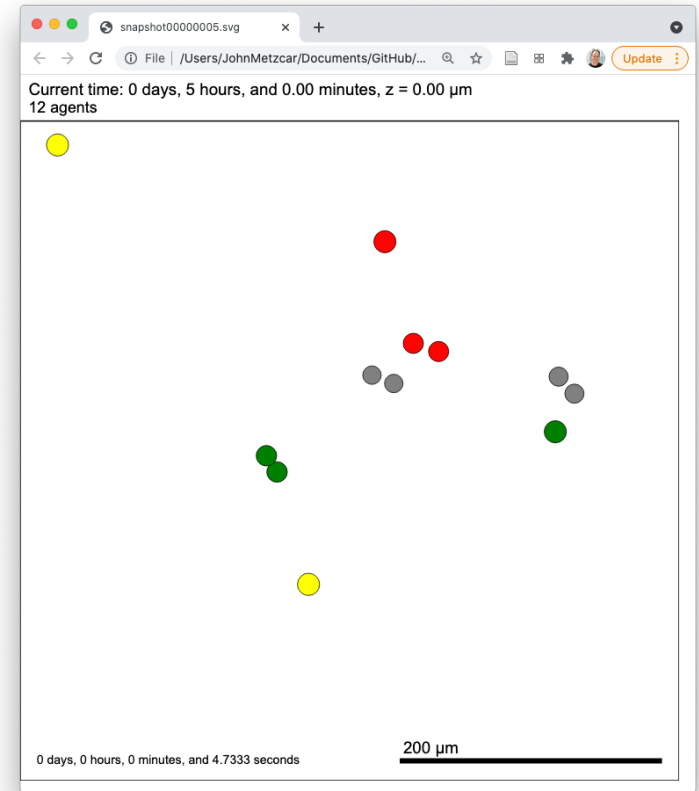 snapshot00000005.svg
File | /Users/JohnMetzcar/Documents/GitHub/...
Update
Current time: 0 days, 5 hours, and 0.00 minutes, z = 0.00 μm
12 agents
200 μm
0 days, 0 hours, 0 minutes, and 4.7333 seconds